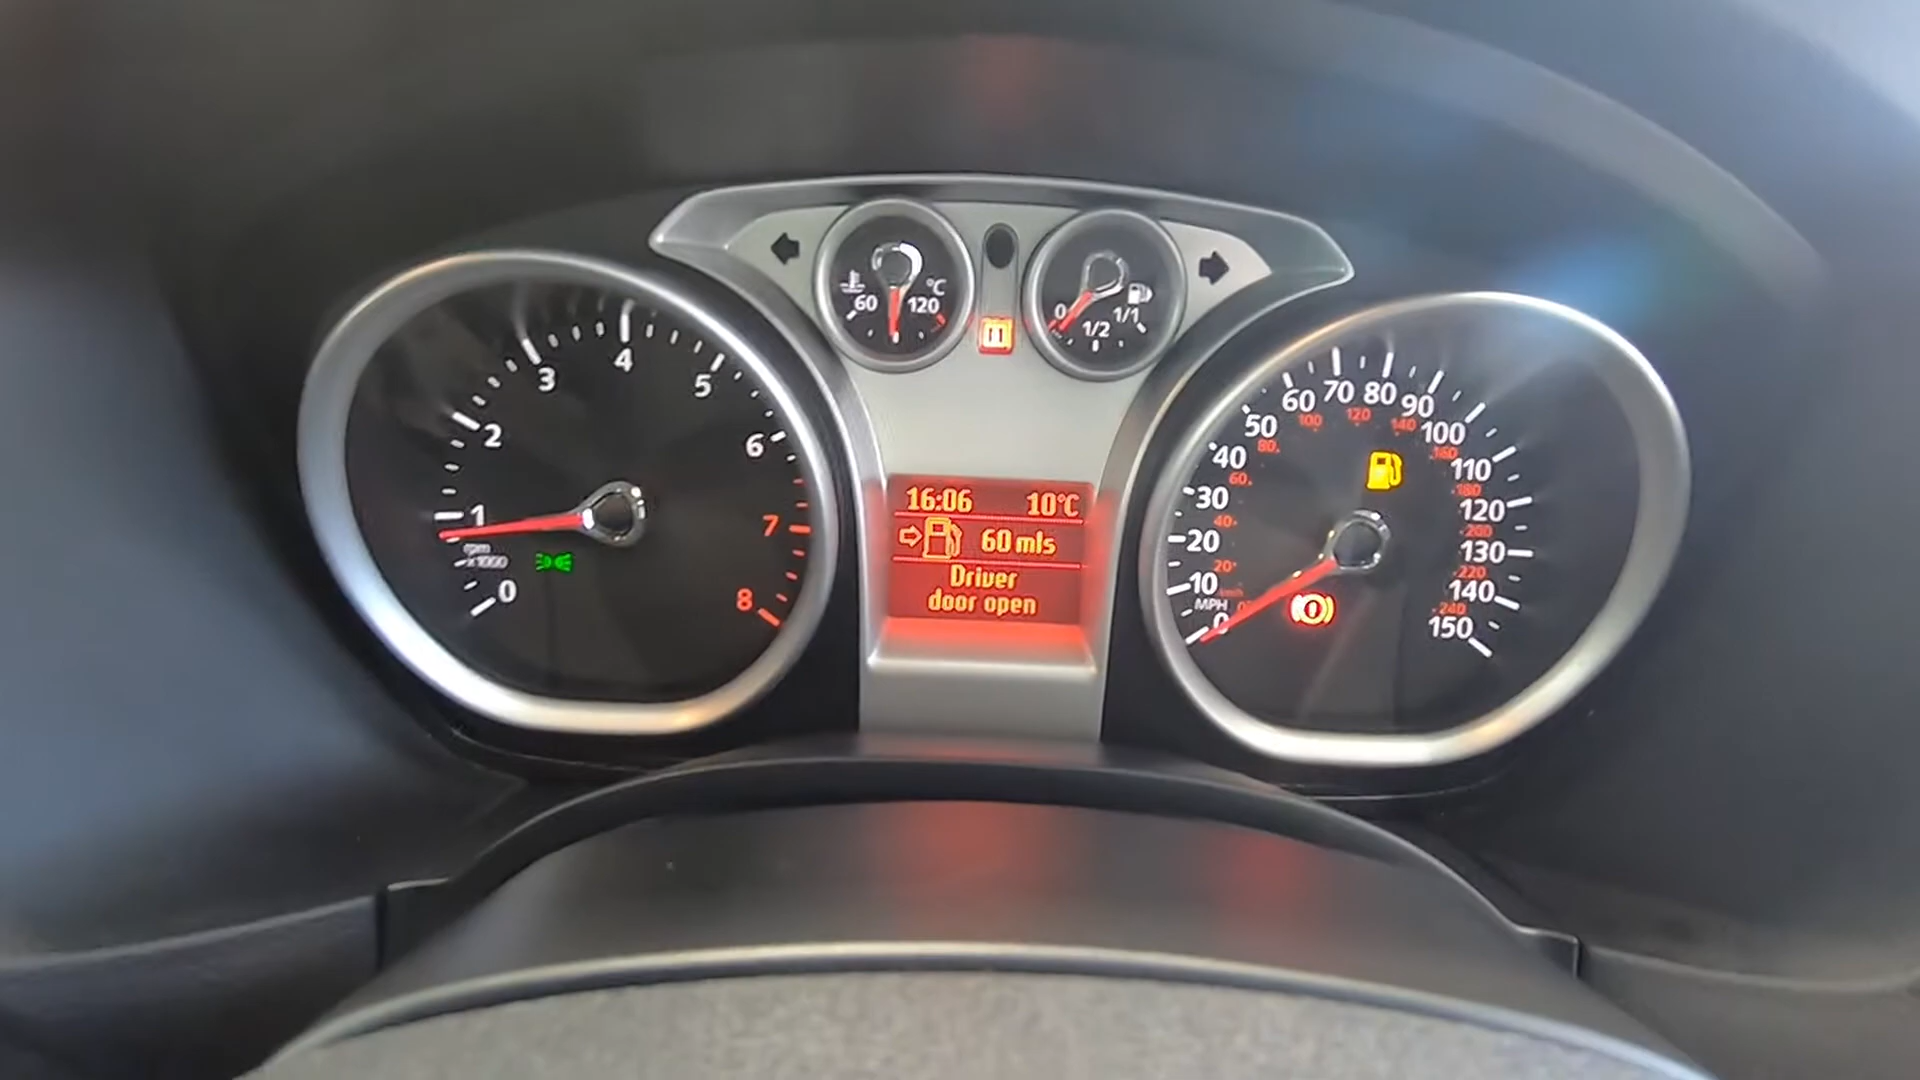 60 °C 120
0 1/2 1/1
0 1 2 3 4 5 6 7 8
rpm
x1000
16:06 10°C
60 mls
Driver
door open
0 10 20 30 40 50 60 70 80 90 100 110 120 130 140 150
MPH
km/h
0 20 40 60 80 100 120 140 160 180 200 220 240